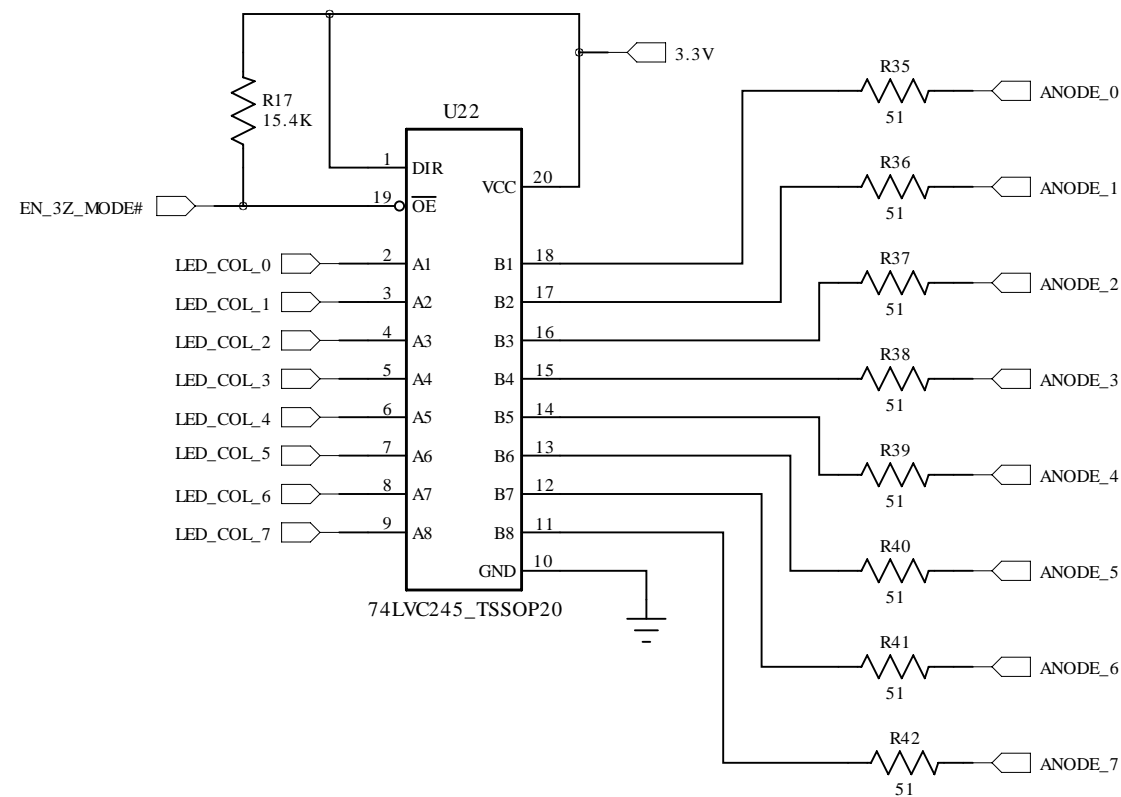 3.3V
R35
R17
15.4K
51
ANODE_0
U22
1
DIR
R36
VCC
20
51
ANODE_1
EN_3Z_MODE#
19
OE
LED_COL_0
2
A1
B1
18
R37
LED_COL_1
3
A2
B2
17
51
ANODE_2
LED_COL_2
4
A3
B3
16
R38
LED_COL_3
5
A4
B4
15
51
ANODE_3
LED_COL_4
6
A5
B5
14
LED_COL_5
7
A6
B6
13
R39
51
ANODE_4
LED_COL_6
8
A7
B7
12
LED_COL_7
9
A8
B8
11
R40
GND
10
51
ANODE_5
74LVC245_TSSOP20
R41
51
ANODE_6
R42
51
ANODE_7